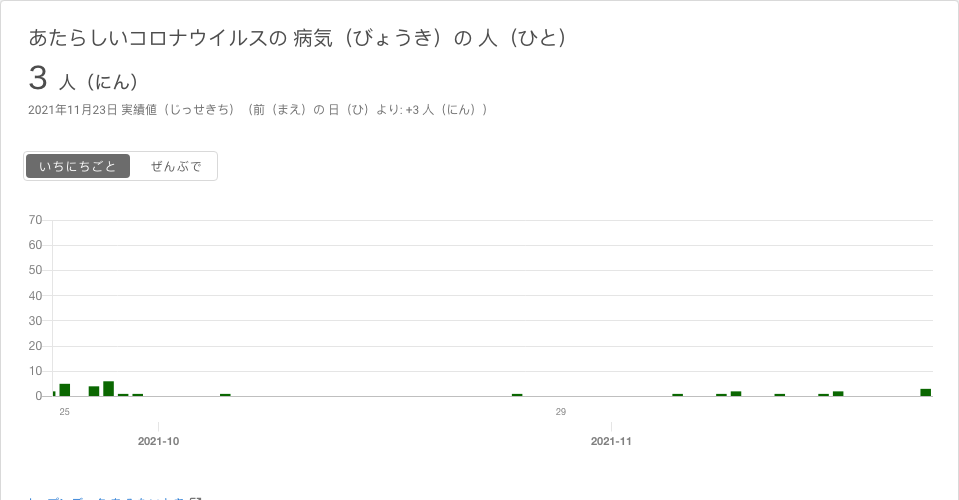 あたらしいコロナウイルスの 病気（びょうき）の 人（ひと）
3 人（にん）
2021年11月23日 実績値（じっせきち）（前（まえ）の 日（ひ）より: +3 人（にん））
いちにちごと ぜんぶで
70
60
50
40
30
20
10
0
25 29
2021-10 2021-11